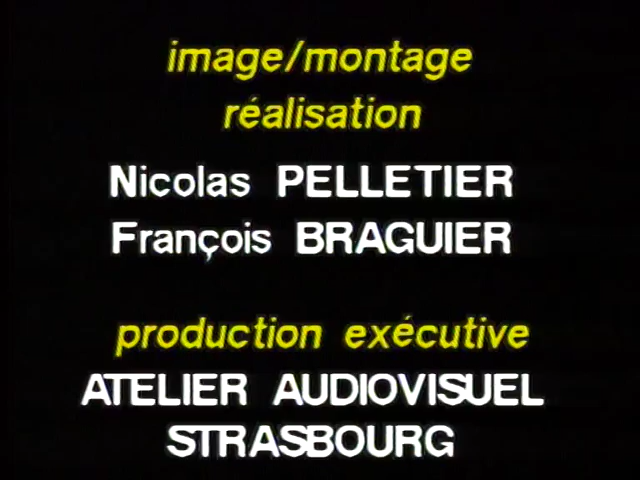 image/montage
réalisation
Nicolas PELLETIER
François BRAGUIER
production exécutive
ATELIER AUDIOVISUEL
STRASBOURG